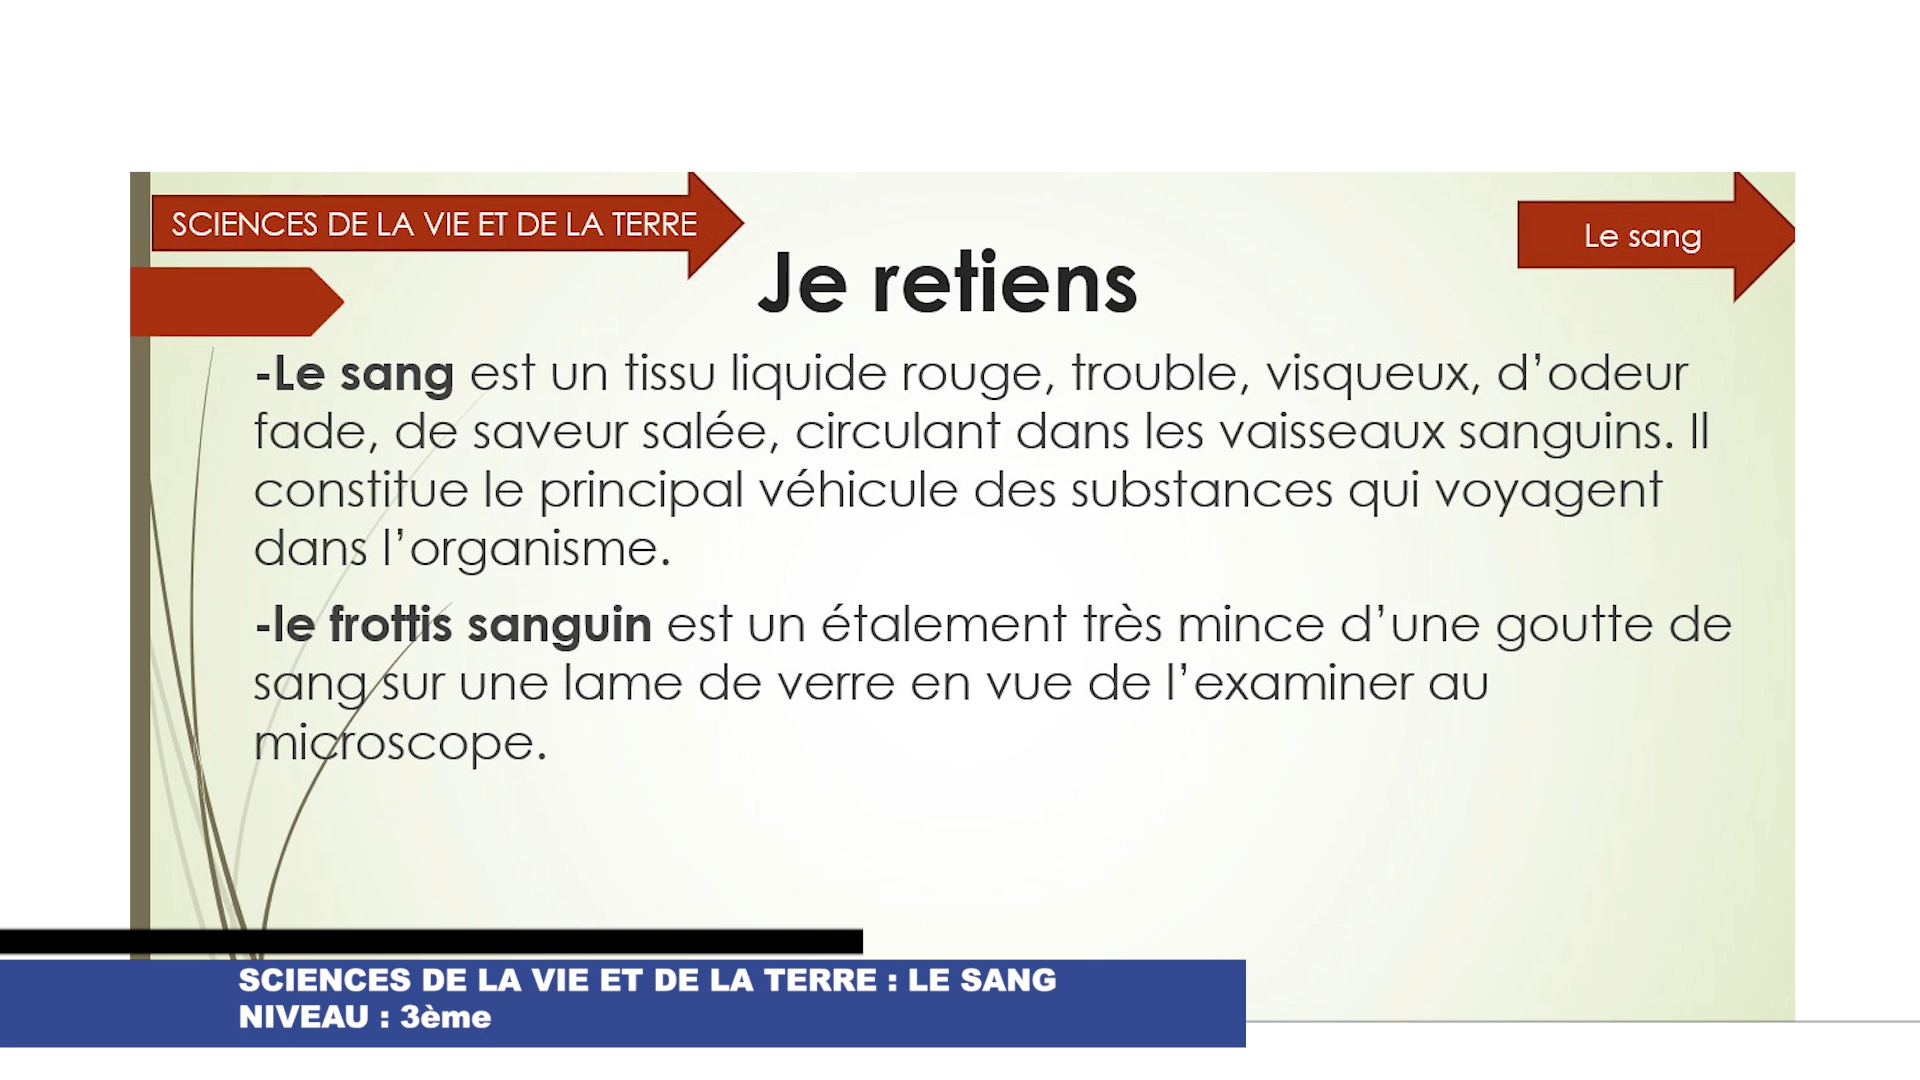 SCIENCES DE LA VIE ET DE LA TERRE
Le sang
Je retiens
-Le sang est un tissu liquide rouge, trouble, visqueux, d’odeur
fade, de saveur salée, circulant dans les vaisseaux sanguins. Il
constitue le principal véhicule des substances qui voyagent
dans l’organisme.
-le frottis sanguin est un étalement très mince d’une goutte de
sang sur une lame de verre en vue de l’examiner au
microscope.
SCIENCES DE LA VIE ET DE LA TERRE : LE SANG
NIVEAU : 3ème